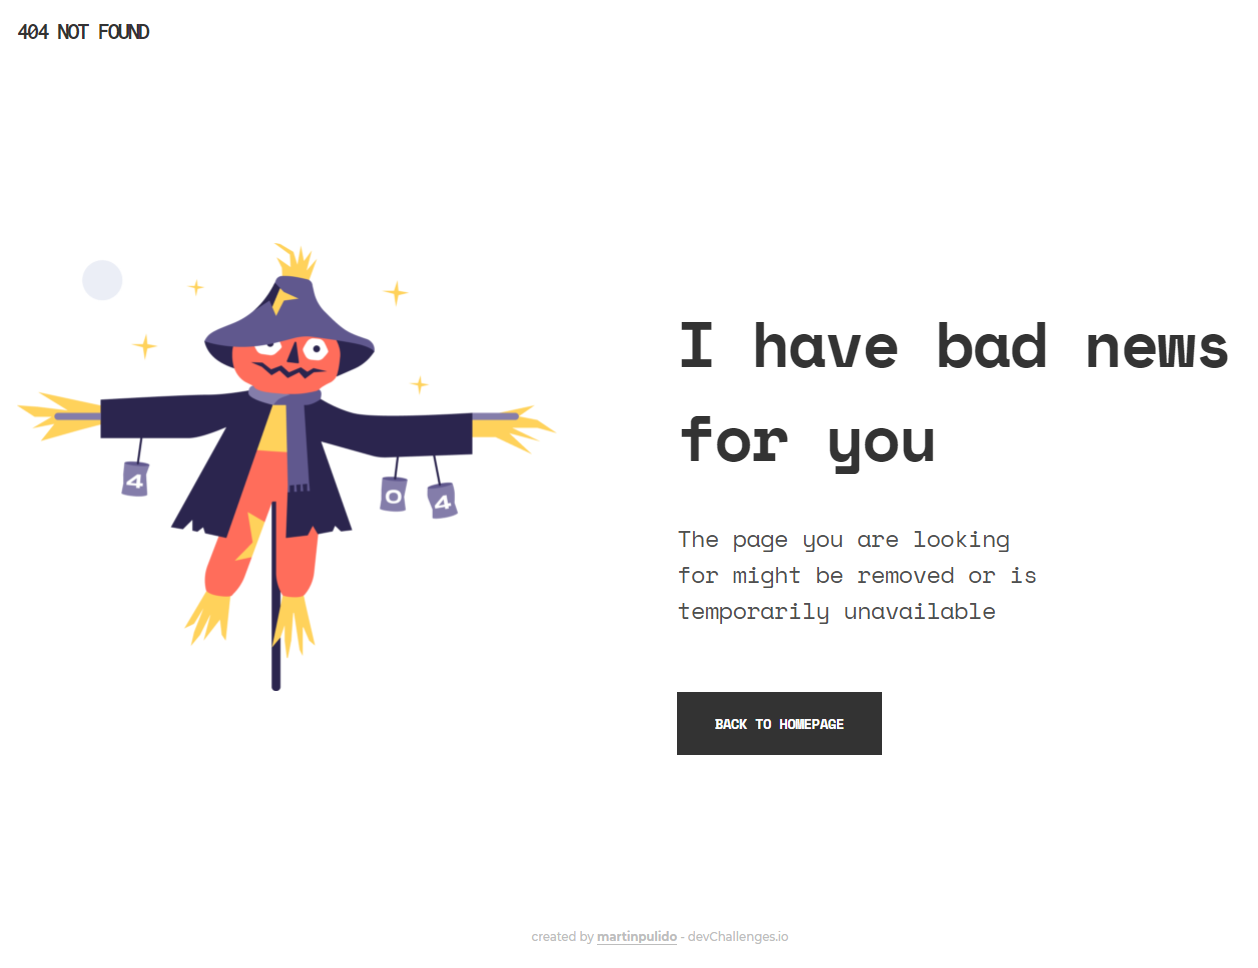 404 NOT FOUND
4
0
4
I have bad news
for you
The page you are looking
for might be removed or is
temporarily unavailable
BACK TO HOMEPAGE
created by martinpulido - devChallenges.io